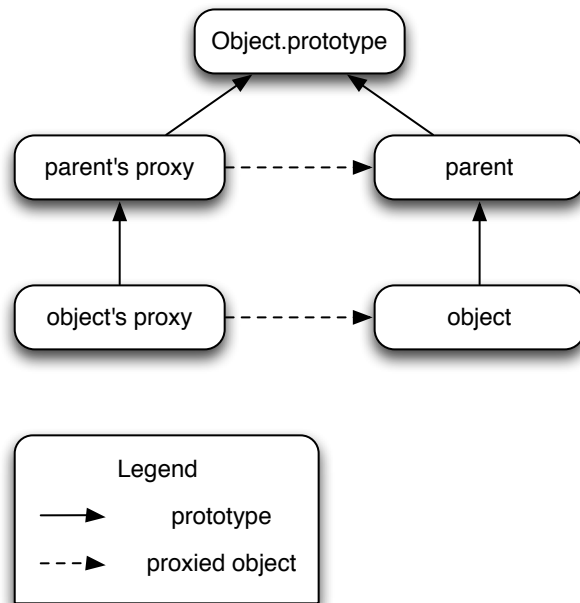 Object.prototype
parent's proxy
parent
object's proxy
object
Legend
prototype
proxied object